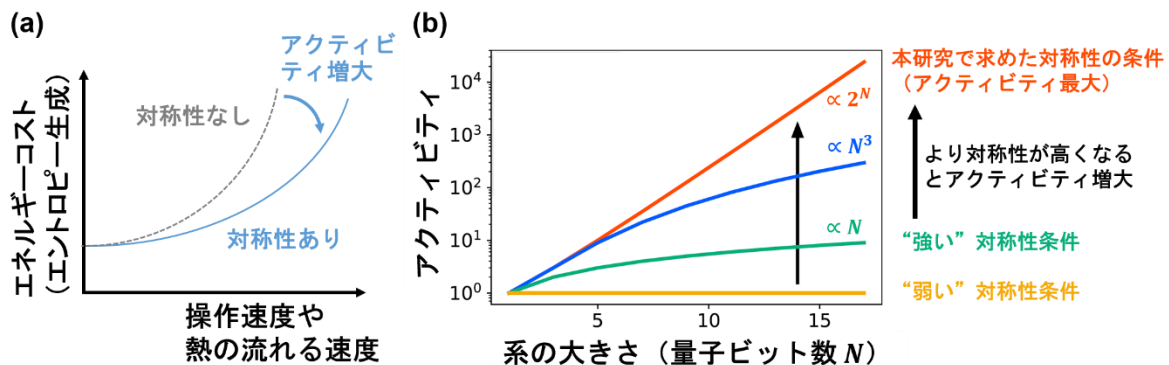 (a)
アクティビ
ティ増大
対称性なし
対称性あり
エネルギーコスト
(エントロピー生成)
操作速度や
熱の流れる速度
(b)
アクティビティ
10⁴
10³
10²
10¹
10⁰
∝ 2ᴺ
∝ N³
∝ N
5
10
15
系の大きさ（量子ビット数 N）
本研究で求めた対称性の条件
（アクティビティ最大）
より対称性が高くなる
とアクティビティ増大
“強い” 対称性条件
“弱い” 対称性条件